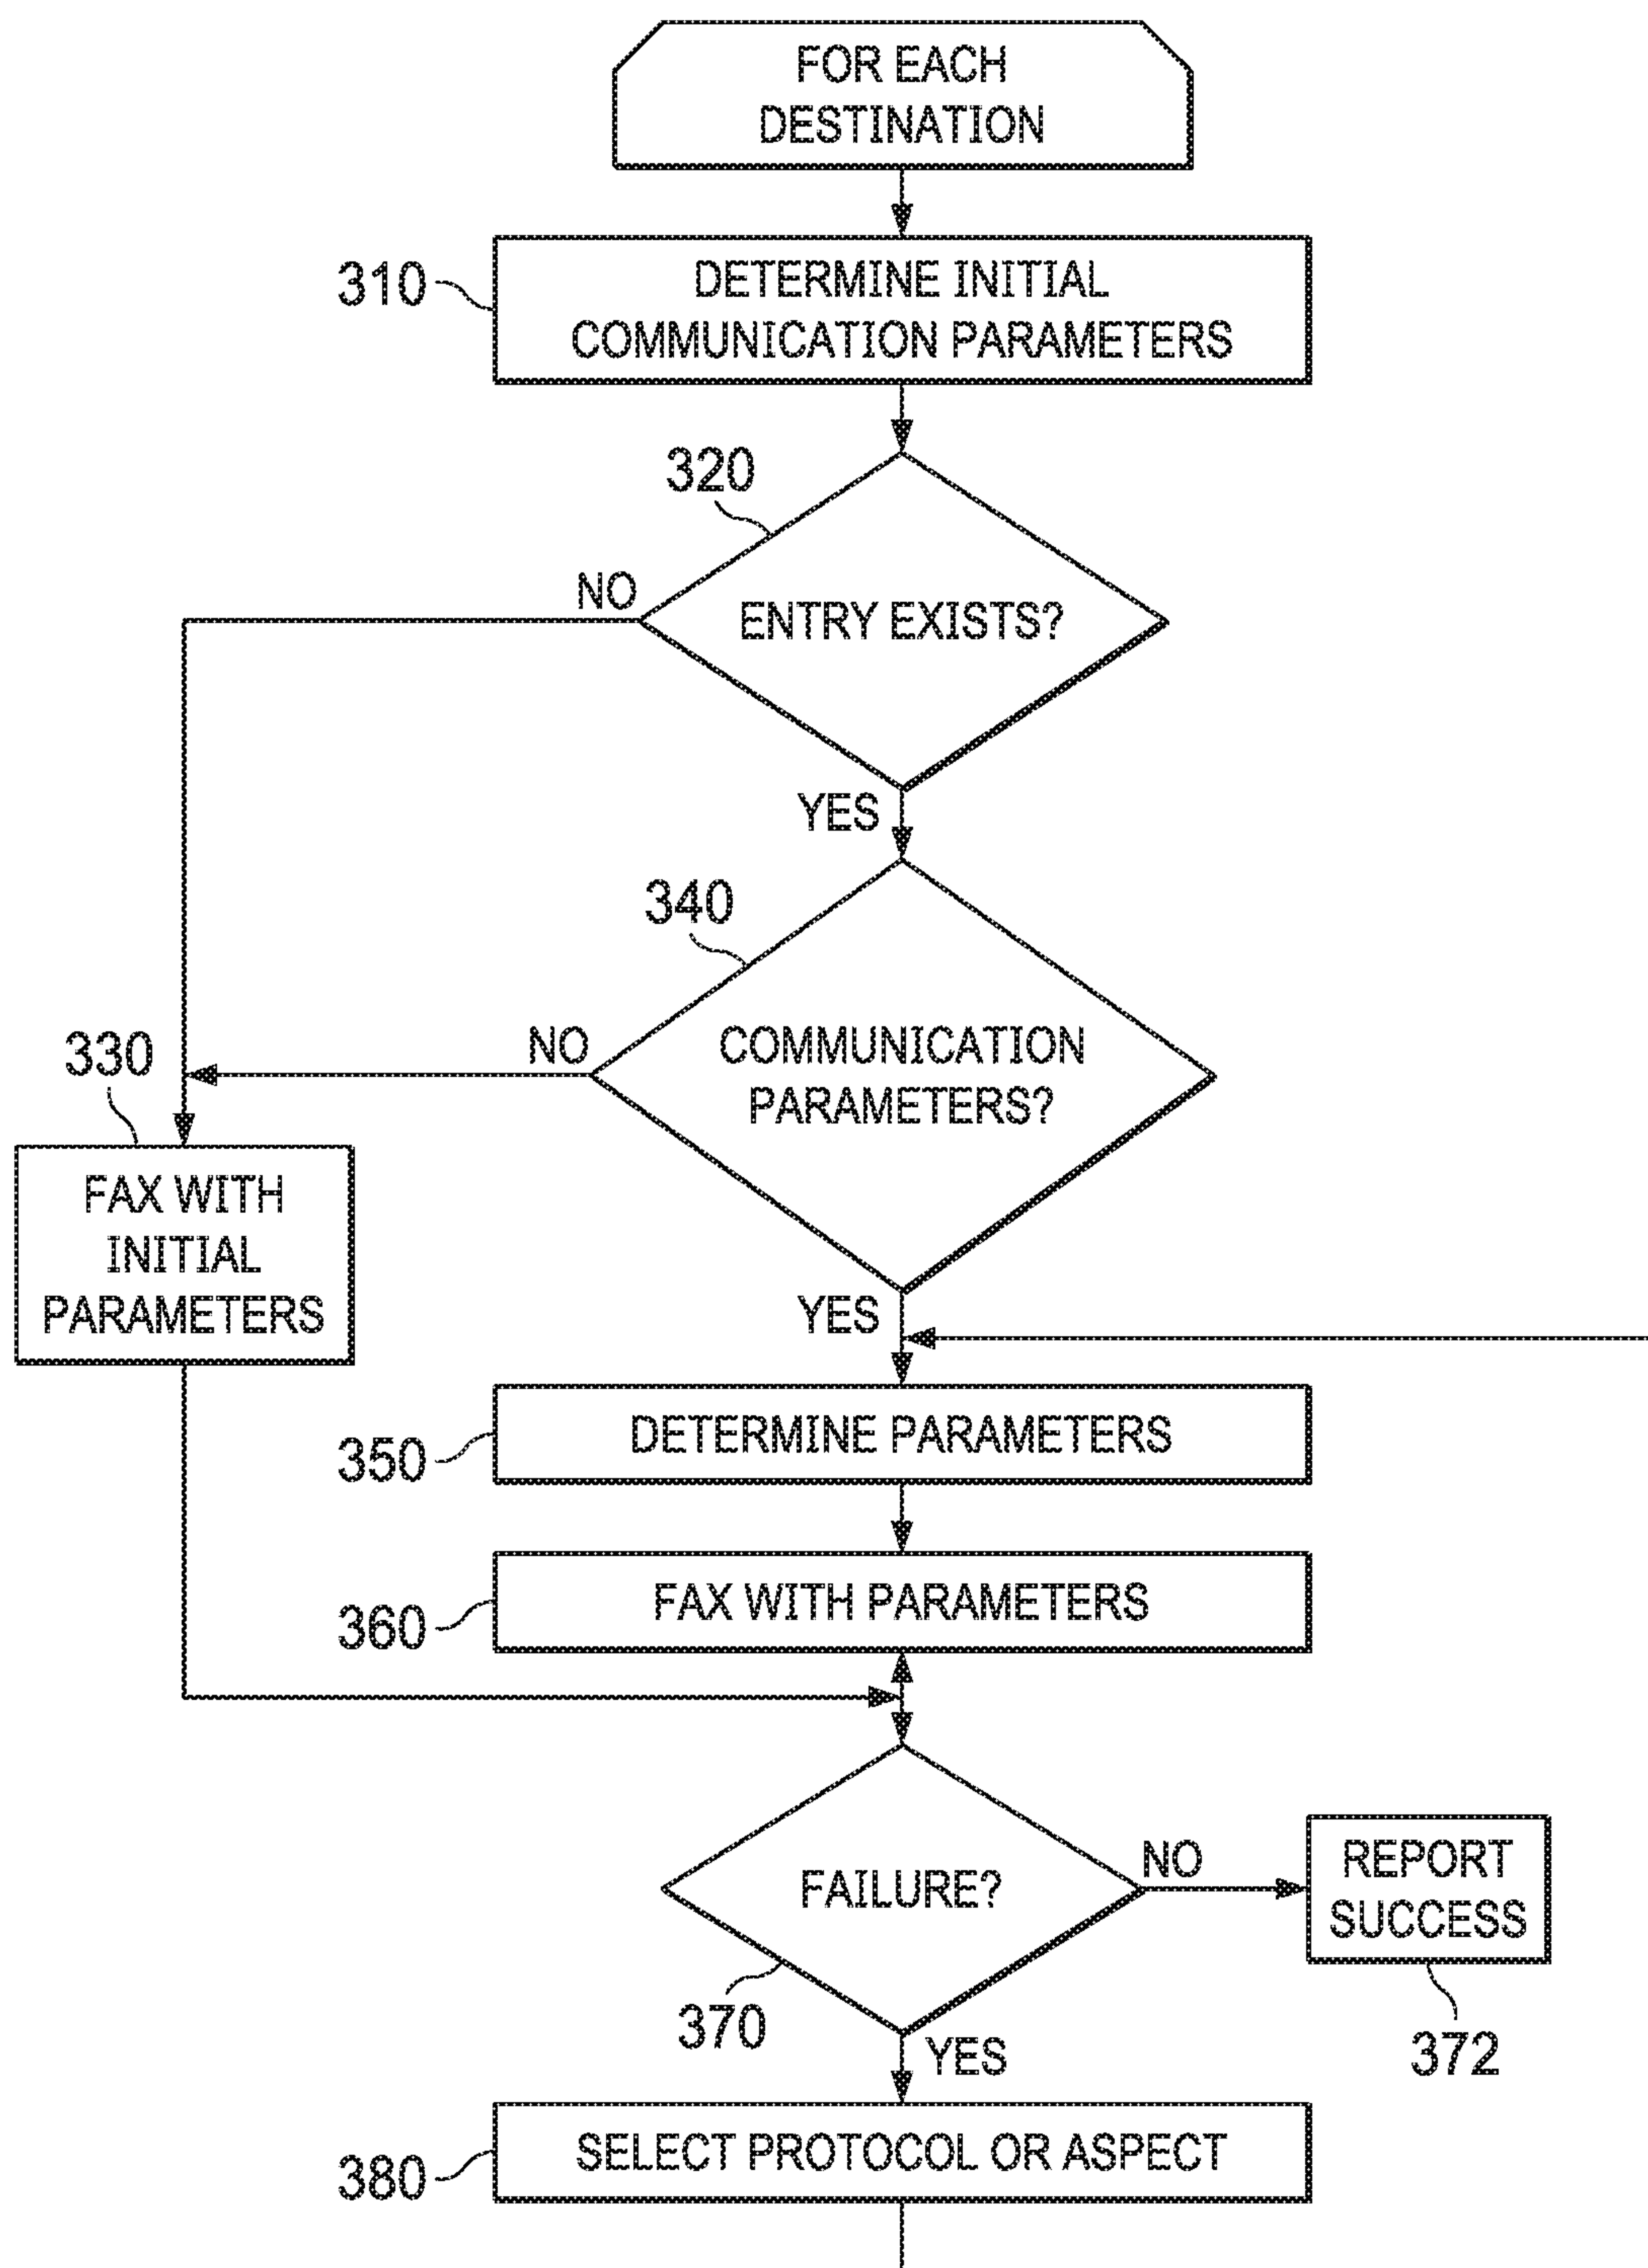 FOR EACH
DESTINATION
310
DETERMINE INITIAL
COMMUNICATION PARAMETERS
320
NO
ENTRY EXISTS?
YES
340
NO
COMMUNICATION
PARAMETERS?
330
FAX WITH
INITIAL
PARAMETERS
YES
350
DETERMINE PARAMETERS
360
FAX WITH PARAMETERS
FAILURE?
NO
REPORT
SUCCESS
370
372
YES
380
SELECT PROTOCOL OR ASPECT